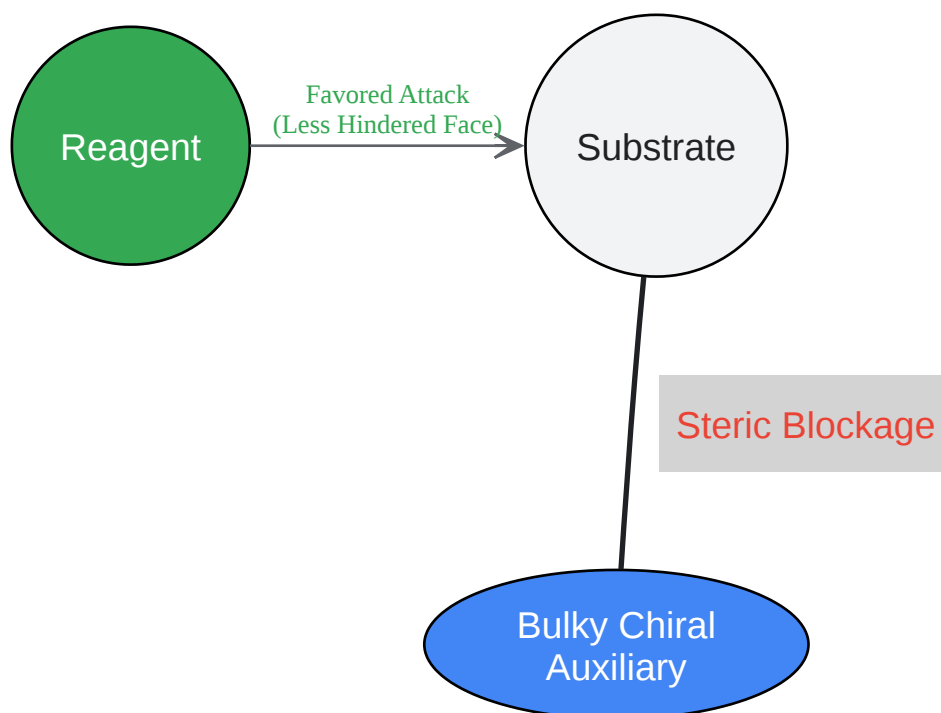 Reagent
Favored Attack
(Less Hindered Face)
Substrate
Steric Blockage
Bulky Chiral
Auxiliary